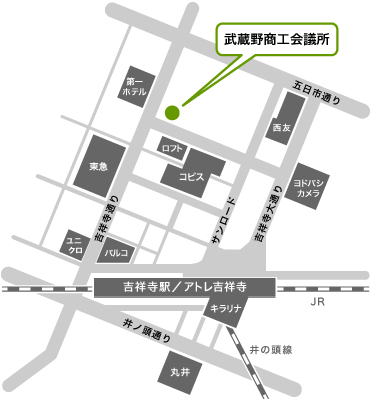 武蔵野商工会議所
五日市通り
第一
ホテル
西友
ロフト
コピス
東急
ヨドバシ
カメラ
吉祥寺通り
サンロード
吉祥寺大通り
ユニ
クロ
パルコ
吉祥寺駅／アトレ吉祥寺
キラリナ
JR
井ノ頭通り
井の頭線
丸井